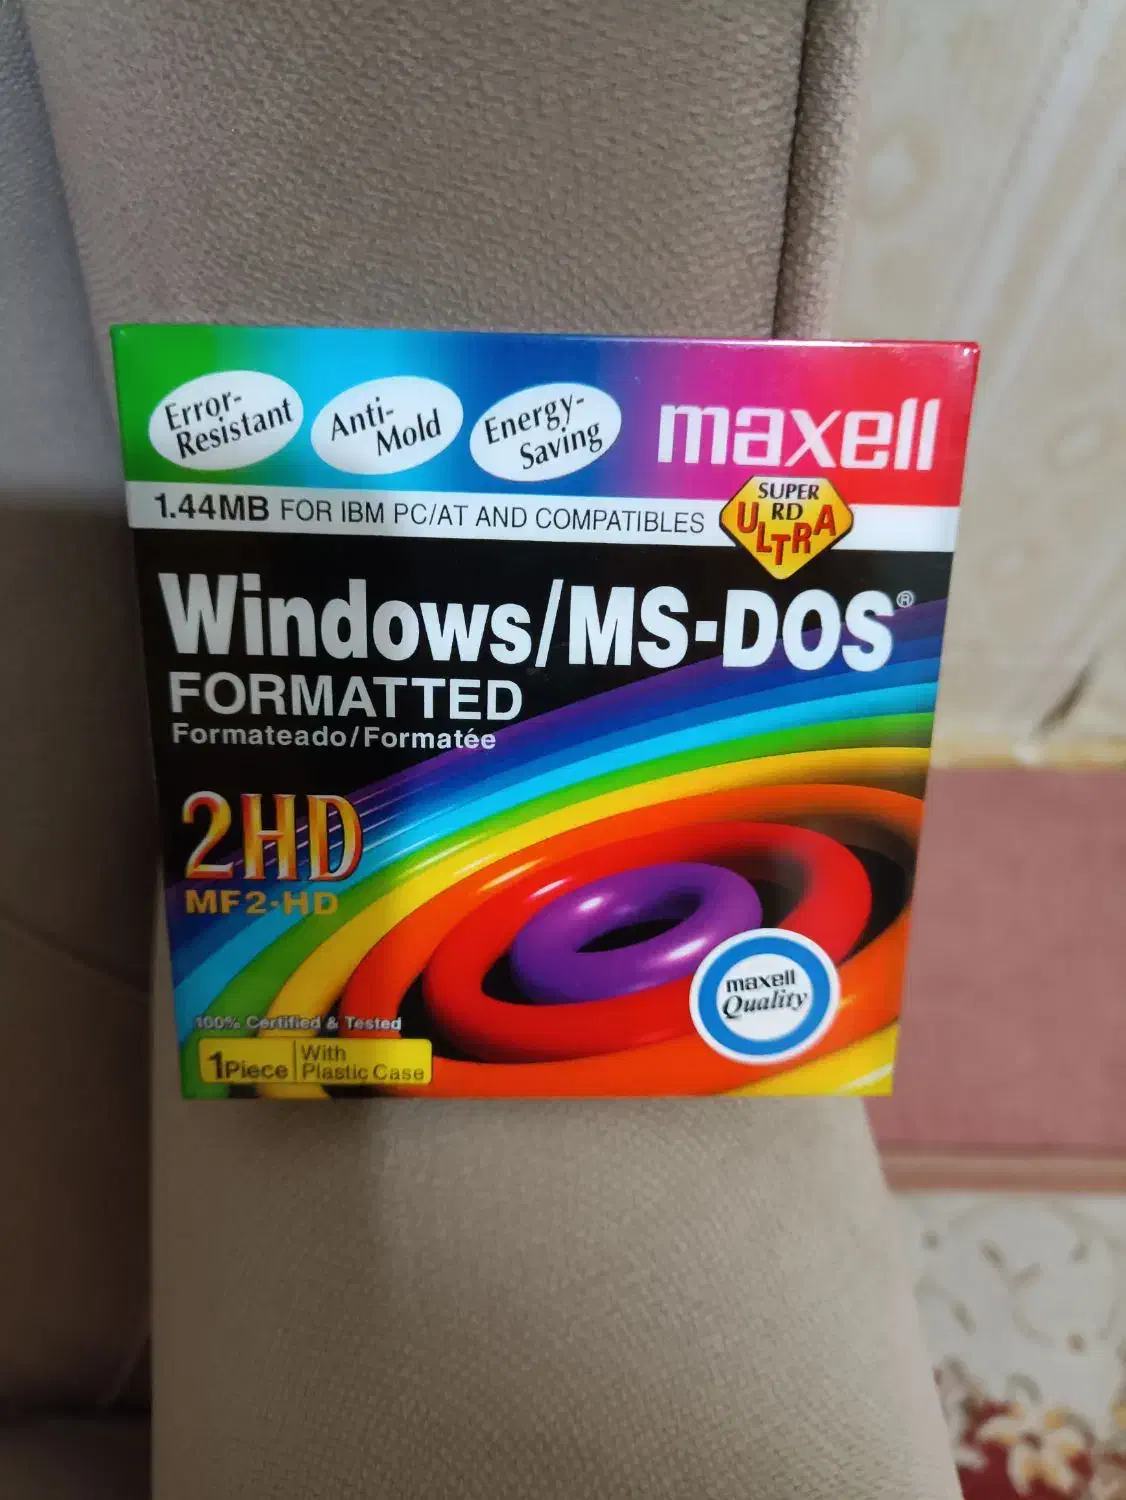 Error-
Resistant
Anti-
Mold
Energy-
Saving
maxell
1.44MB FOR IBM PC/AT AND COMPATIBLES
SUPER
RD
ULTRA
Windows/MS-DOS®
FORMATTED
Formateado/Formatée
2HD
MF2-HD
maxell
Quality
100% Certified & Tested
1Piece With
Plastic Case